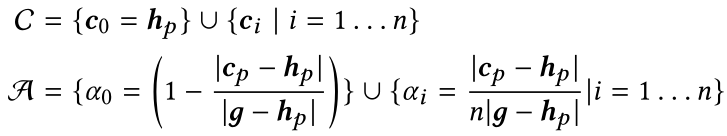 𝒞 = {𝒄₀ = 𝒉ₚ} ∪ {𝒄ᵢ | i = 1 … n}
𝒜 = {α₀ = (1 − |𝒄ₚ − 𝒉ₚ| / |𝒈 − 𝒉ₚ|)} ∪ {αᵢ = |𝒄ₚ − 𝒉ₚ| / n|𝒈 − 𝒉ₚ| |i = 1 … n}